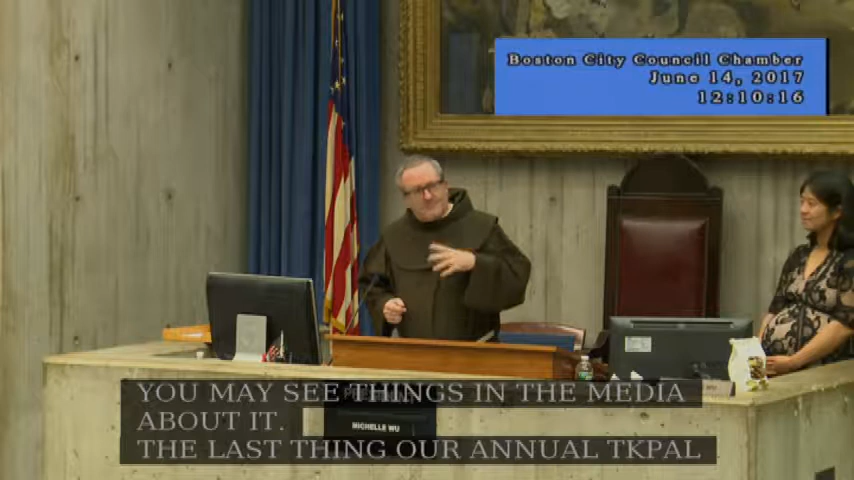 Boston City Council Chamber
June 14, 2017
12:10:16
YOU MAY SEE THINGS IN THE MEDIA
ABOUT IT.
MICHELLE WU
THE LAST THING OUR ANNUAL TKPAL